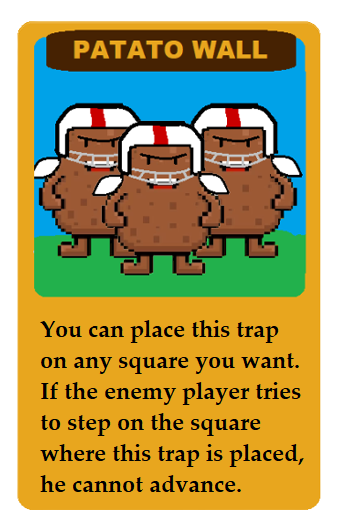 PATATO WALL
You can place this trap
on any square you want.
If the enemy player tries
to step on the square
where this trap is placed,
he cannot advance.